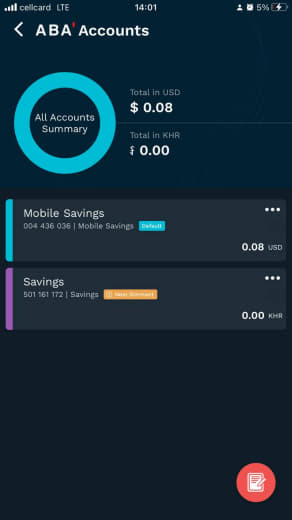 cellcard LTE 14:01 5%
ABA' Accounts
All Accounts
Summary
Total in USD
$ 0.08
Total in KHR
៛ 0.00
Mobile Savings
004 436 036 | Mobile Savings Default
0.08 USD
Savings
501 161 172 | Savings Near Dormant
0.00 KHR